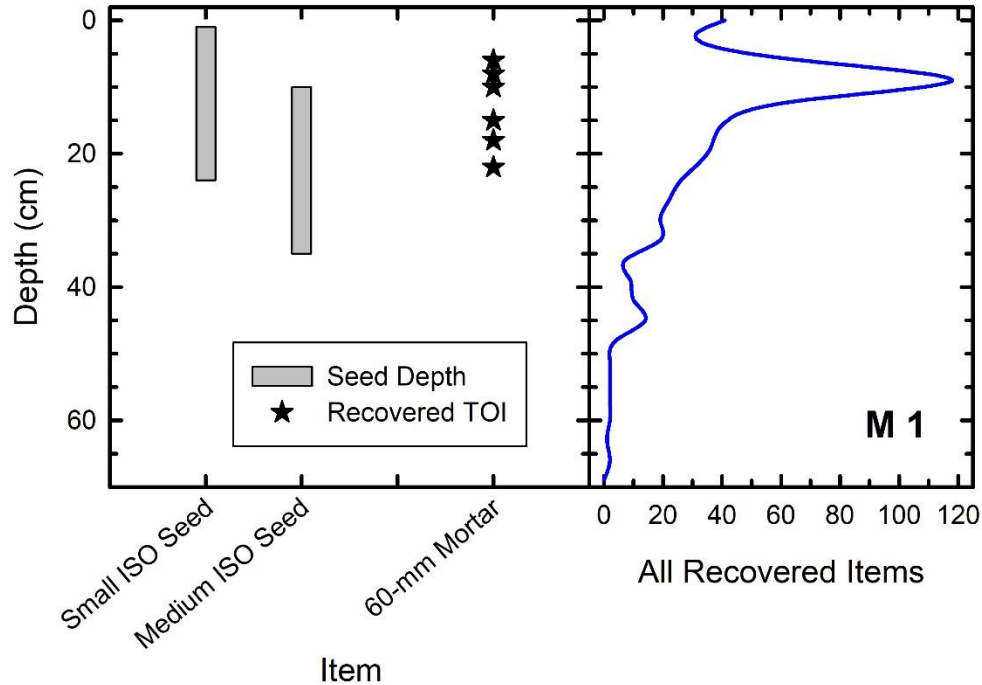 0
20
40
60
Depth (cm)
Seed Depth
Recovered TOI
Small ISO Seed
Medium ISO Seed
60-mm Mortar
Item
M 1
0 20 40 60 80 100 120
All Recovered Items